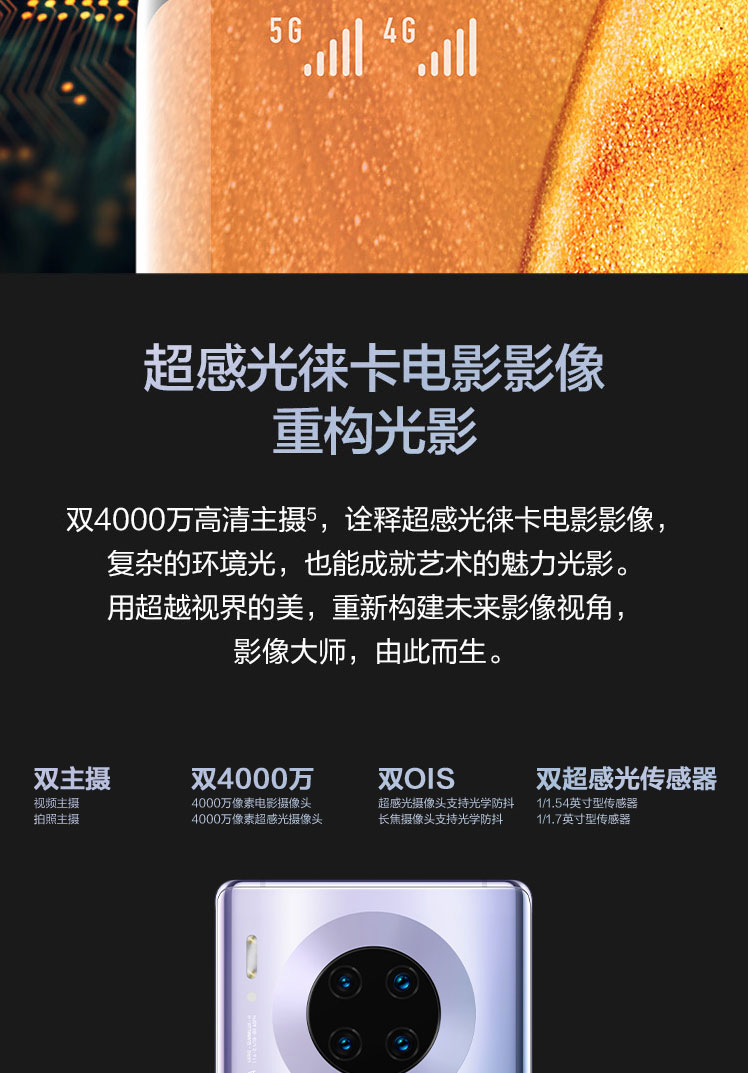 5G 4G
超感光徕卡电影影像
重构光影
双4000万高清主摄5，诠释超感光徕卡电影影像，
复杂的环境光，也能成就艺术的魅力光影。
用超越视界的美，重新构建未来影像视角，
影像大师，由此而生。
双主摄 双4000万 双OIS 双超感光传感器
视频主摄 4000万像素电影摄像头 超感光摄像头支持光学防抖 1/1.54英寸型传感器
拍照主摄 4000万像素超感光摄像头 长焦摄像头支持光学防抖 1/1.7英寸型传感器